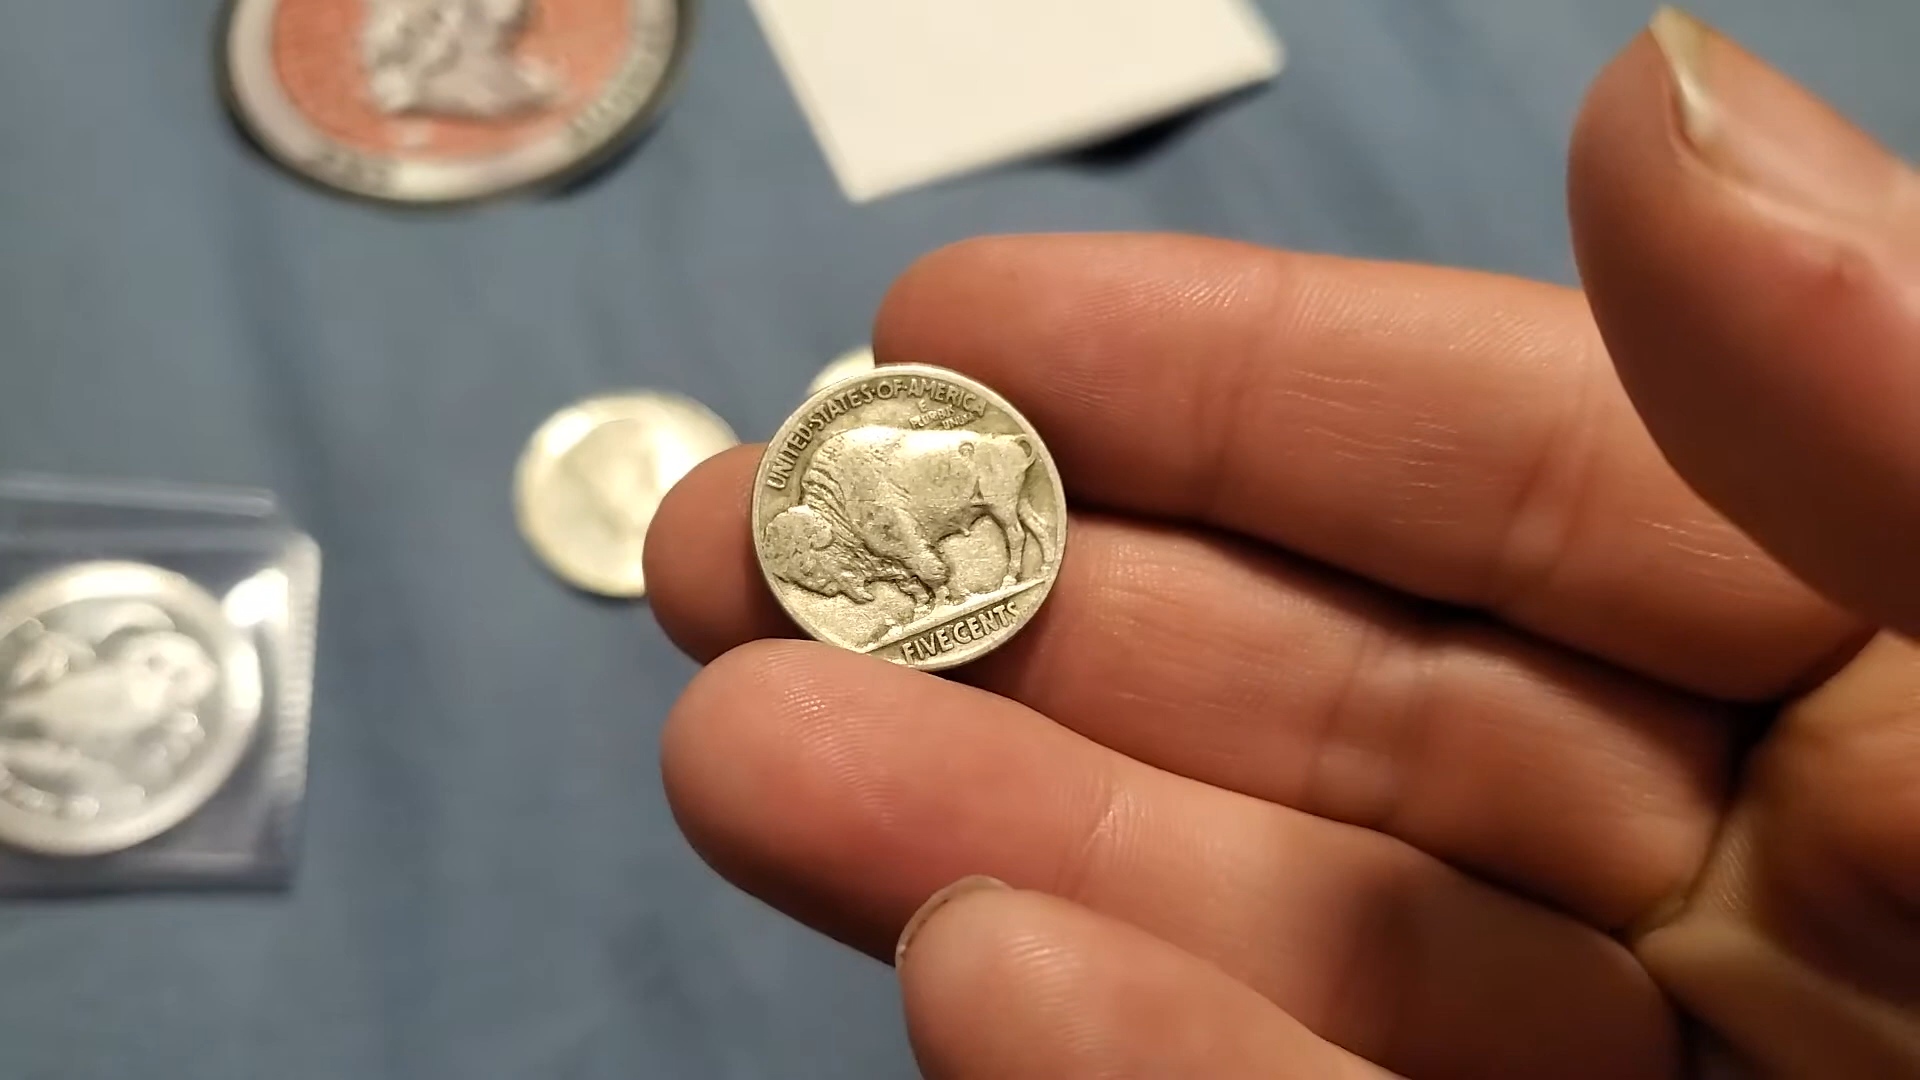 UNITED·STATES·OF·AMERICA
E
PLURIBUS
UNUM
FIVE CENTS